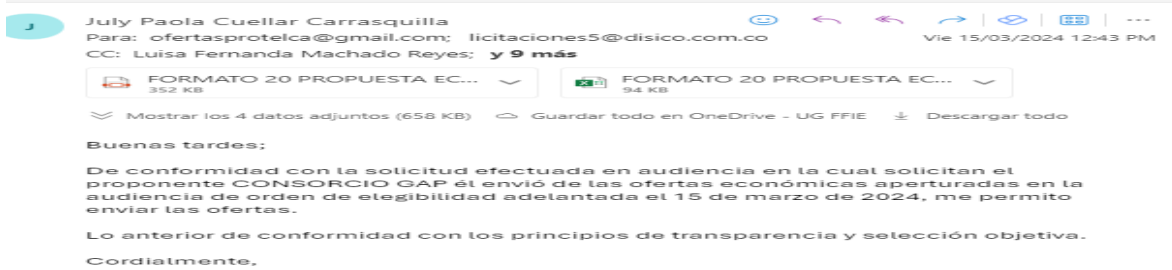 J
July Paola Cuellar Carrasquilla
Para: ofertasprotelca@gmail.com; licitaciones5@disico.com.co
Vie 15/03/2024 12:43 PM
CC: Luisa Fernanda Machado Reyes; y 9 más
FORMATO 20 PROPUESTA EC...
352 KB
FORMATO 20 PROPUESTA EC...
94 KB
Mostrar los 4 datos adjuntos (658 KB) Guardar todo en OneDrive - UG FFIE Descargar todo
Buenas tardes;
De conformidad con la solicitud efectuada en audiencia en la cual solicitan el
proponente CONSORCIO GAP él envió de las ofertas económicas aperturadas en la
audiencia de orden de elegibilidad adelantada el 15 de marzo de 2024, me permito
enviar las ofertas.
Lo anterior de conformidad con los principios de transparencia y selección objetiva.
Cordialmente,